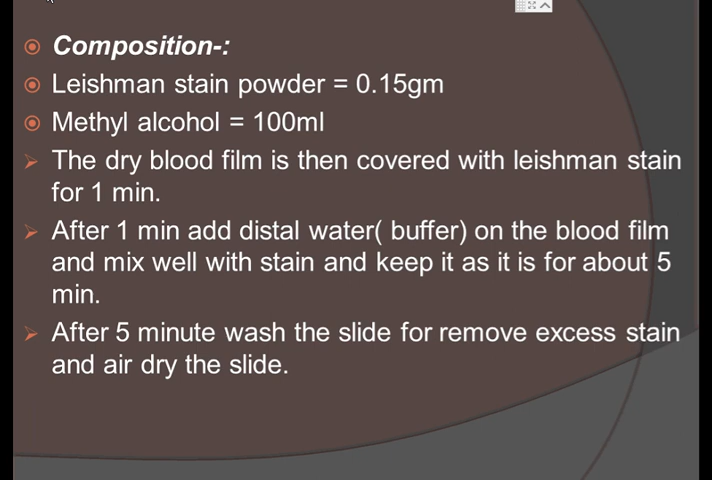 Composition-:
Leishman stain powder = 0.15gm
Methyl alcohol = 100ml
The dry blood film is then covered with leishman stain
for 1 min.
After 1 min add distal water( buffer) on the blood film
and mix well with stain and keep it as it is for about 5
min.
After 5 minute wash the slide for remove excess stain
and air dry the slide.